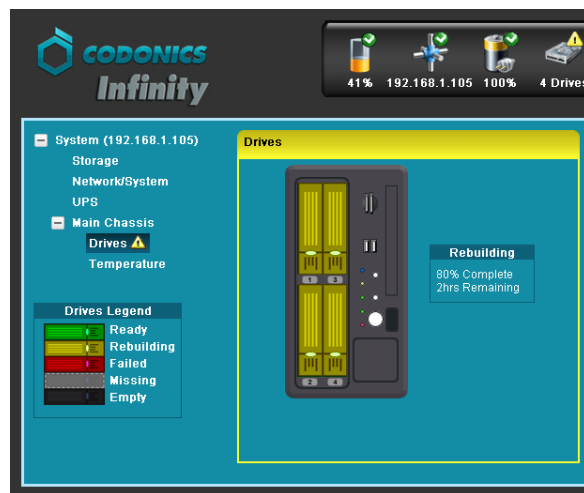 CODONICS
Infinity
41%
192.168.1.105
100%
4 Drives
System (192.168.1.105)
Storage
Network/System
UPS
Main Chassis
Drives
Temperature
Drives Legend
Ready
Rebuilding
Failed
Missing
Empty
Drives
1 3
2 4
Rebuilding
80% Complete
2hrs Remaining